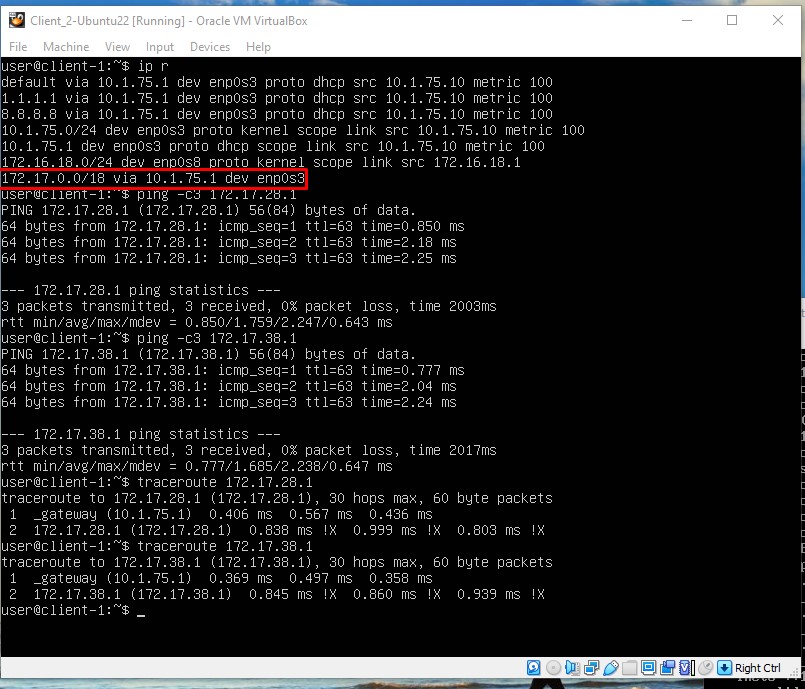 Client_2-Ubuntu22 [Running] - Oracle VM VirtualBox
File Machine View Input Devices Help
user@client-1:~$ ip r
default via 10.1.75.1 dev enp0s3 proto dhcp src 10.1.75.10 metric 100
1.1.1.1 via 10.1.75.1 dev enp0s3 proto dhcp src 10.1.75.10 metric 100
8.8.8.8 via 10.1.75.1 dev enp0s3 proto dhcp src 10.1.75.10 metric 100
10.1.75.0/24 dev enp0s3 proto kernel scope link src 10.1.75.10 metric 100
10.1.75.1 dev enp0s3 proto dhcp scope link src 10.1.75.10 metric 100
172.16.18.0/24 dev enp0s8 proto kernel scope link src 172.16.18.1
172.17.0.0/18 via 10.1.75.1 dev enp0s3
user@client-1:~$ ping -c3 172.17.28.1
PING 172.17.28.1 (172.17.28.1) 56(84) bytes of data.
64 bytes from 172.17.28.1: icmp_seq=1 ttl=63 time=0.850 ms
64 bytes from 172.17.28.1: icmp_seq=2 ttl=63 time=2.18 ms
64 bytes from 172.17.28.1: icmp_seq=3 ttl=63 time=2.25 ms
--- 172.17.28.1 ping statistics ---
3 packets transmitted, 3 received, 0% packet loss, time 2003ms
rtt min/avg/max/mdev = 0.850/1.759/2.247/0.643 ms
user@client-1:~$ ping -c3 172.17.38.1
PING 172.17.38.1 (172.17.38.1) 56(84) bytes of data.
64 bytes from 172.17.38.1: icmp_seq=1 ttl=63 time=0.777 ms
64 bytes from 172.17.38.1: icmp_seq=2 ttl=63 time=2.04 ms
64 bytes from 172.17.38.1: icmp_seq=3 ttl=63 time=2.24 ms
--- 172.17.38.1 ping statistics ---
3 packets transmitted, 3 received, 0% packet loss, time 2017ms
rtt min/avg/max/mdev = 0.777/1.685/2.238/0.647 ms
user@client-1:~$ traceroute 172.17.28.1
traceroute to 172.17.28.1 (172.17.28.1), 30 hops max, 60 byte packets
1 _gateway (10.1.75.1) 0.406 ms 0.567 ms 0.436 ms
2 172.17.28.1 (172.17.28.1) 0.838 ms !X 0.999 ms !X 0.803 ms !X
user@client-1:~$ traceroute 172.17.38.1
traceroute to 172.17.38.1 (172.17.38.1), 30 hops max, 60 byte packets
1 _gateway (10.1.75.1) 0.369 ms 0.497 ms 0.358 ms
2 172.17.38.1 (172.17.38.1) 0.845 ms !X 0.860 ms !X 0.939 ms !X
user@client-1:~$ _
Right Ctrl